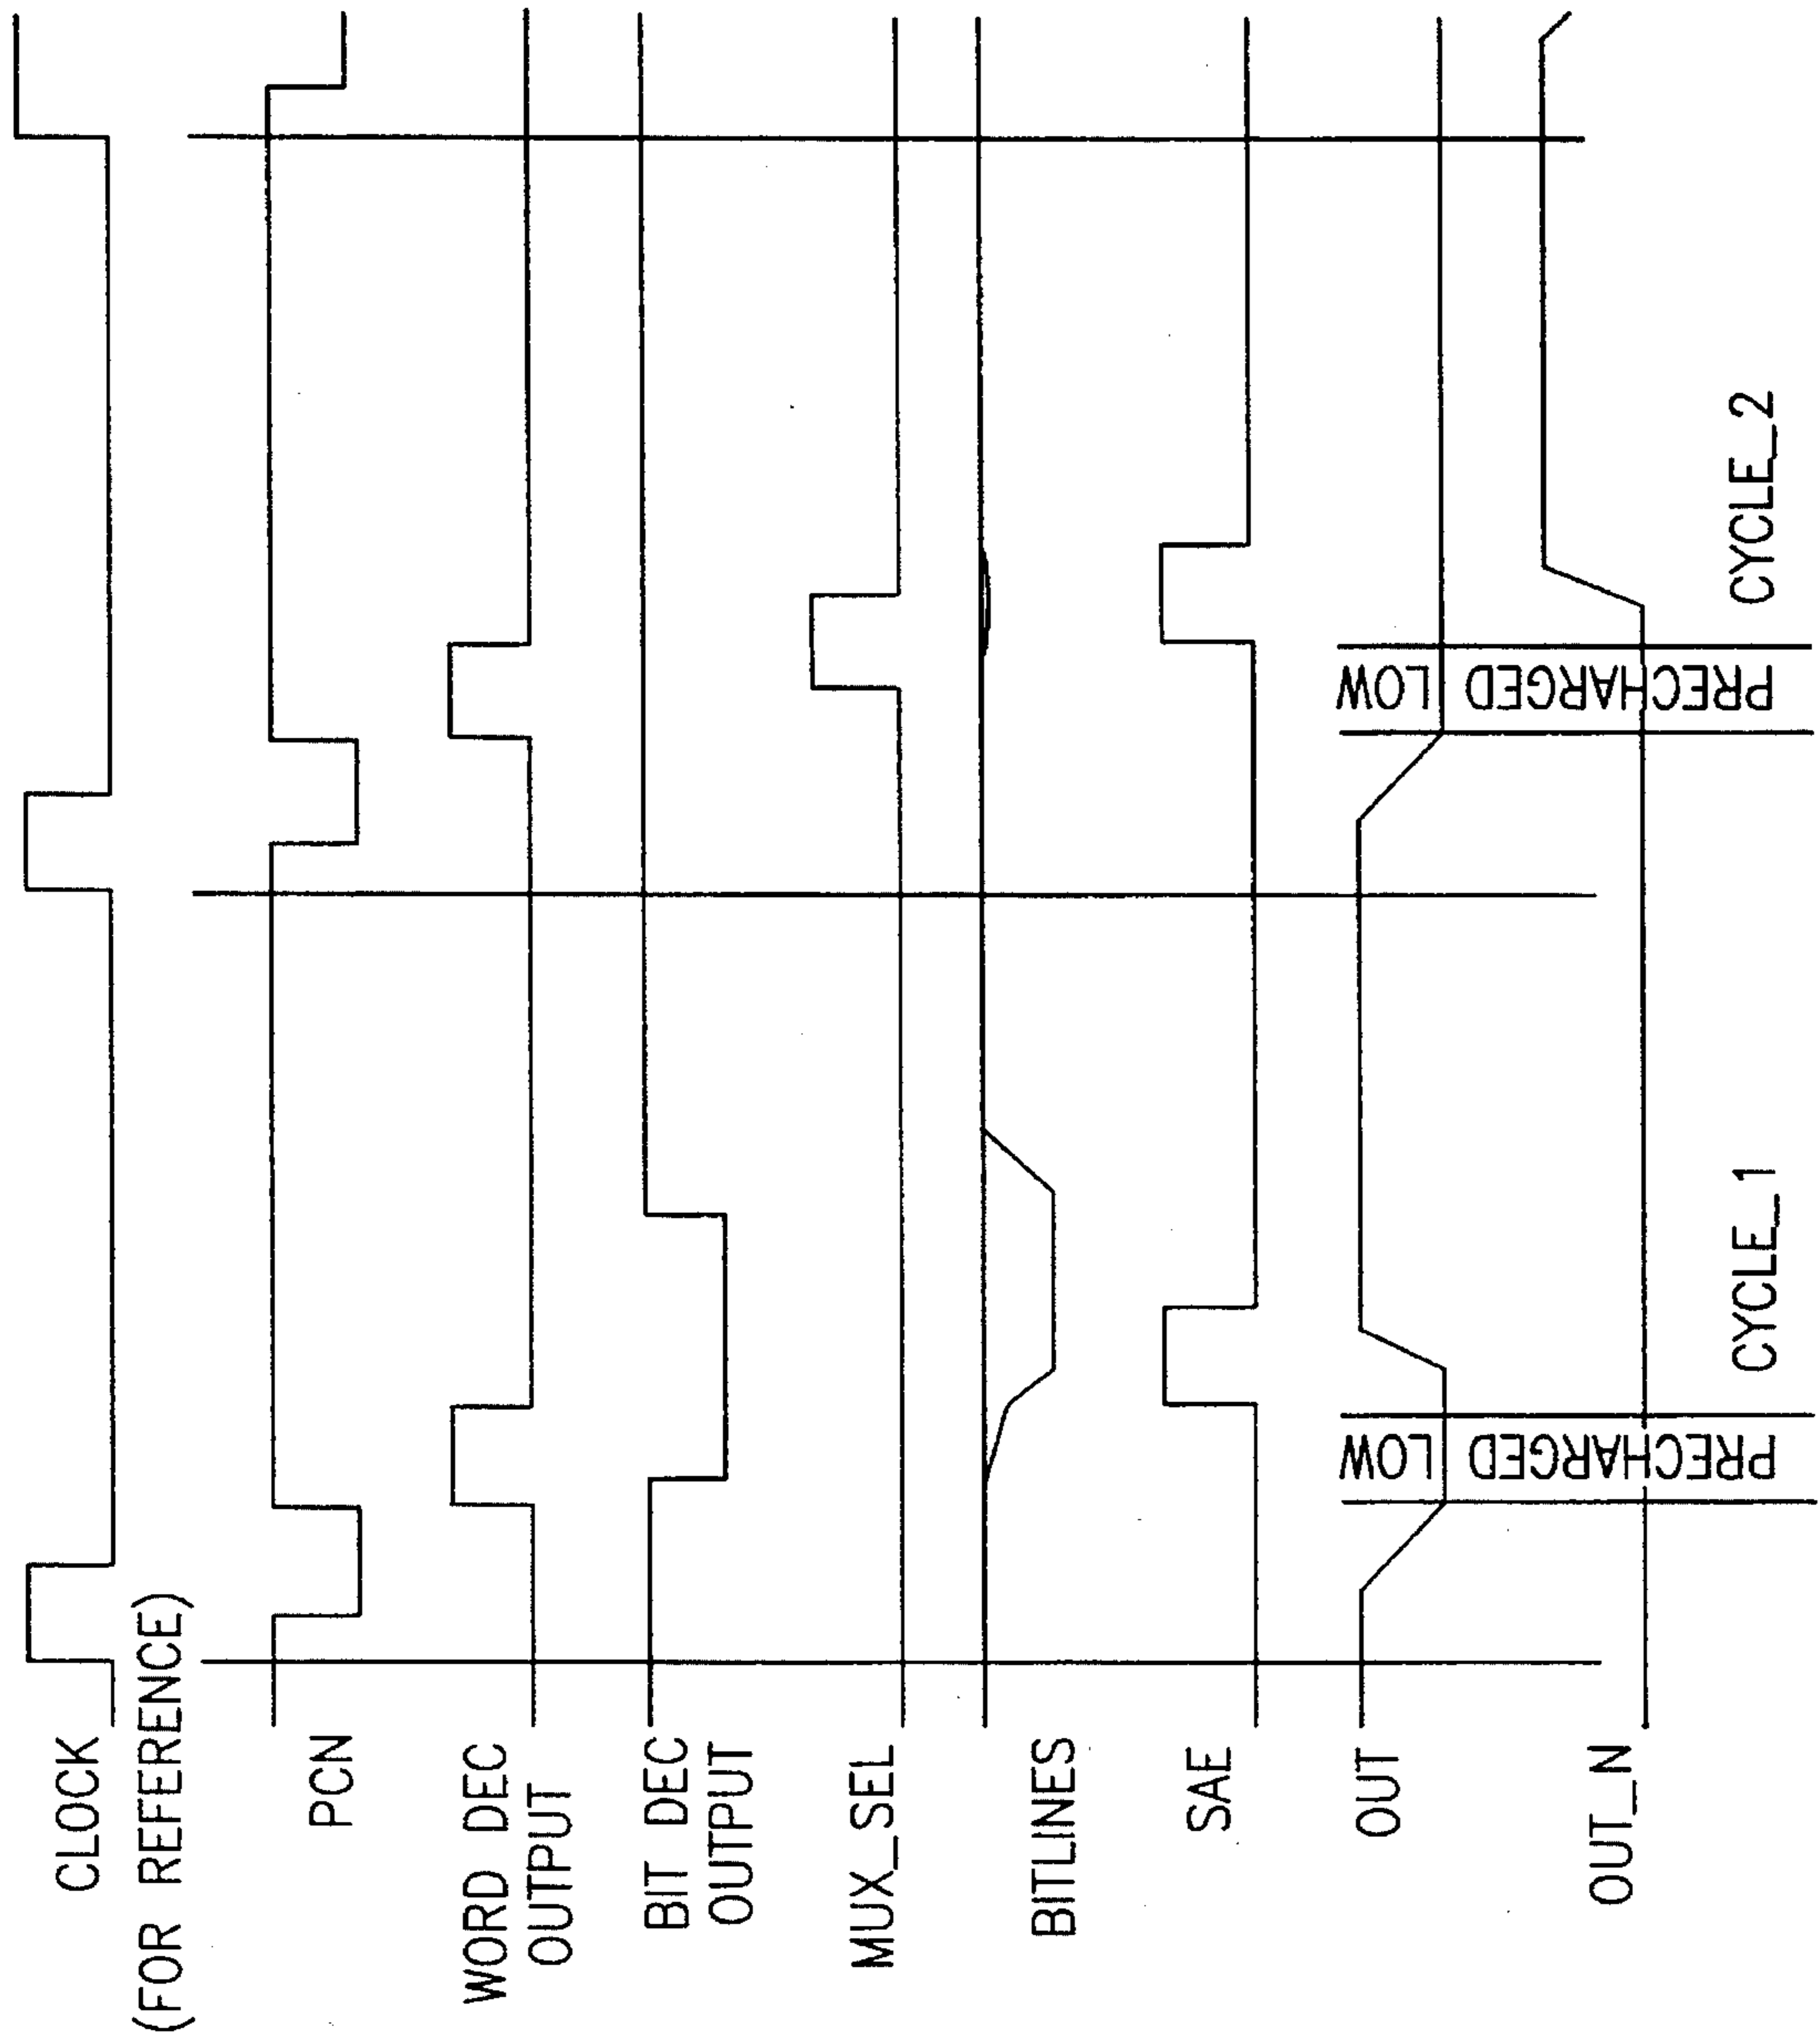 CLOCK
(FOR REFERENCE)
PCN
WORD DEC
OUTPUT
BIT DEC
OUTPUT
MUX_SEL
BITLINES
SAE
OUT
OUT_N
PRECHARGED LOW
PRECHARGED LOW
CYCLE_1
CYCLE_2